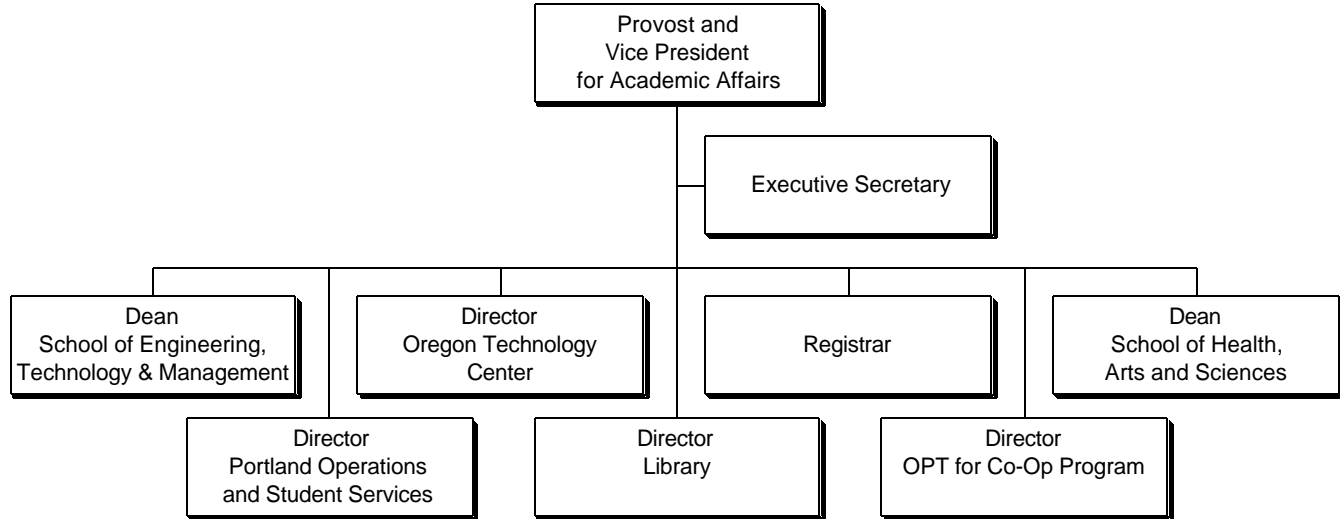 Provost and
Vice President
for Academic Affairs
Executive Secretary
Dean
School of Engineering,
Technology & Management
Director
Oregon Technology
Center
Registrar
Dean
School of Health,
Arts and Sciences
Director
Portland Operations
and Student Services
Director
Library
Director
OPT for Co-Op Program